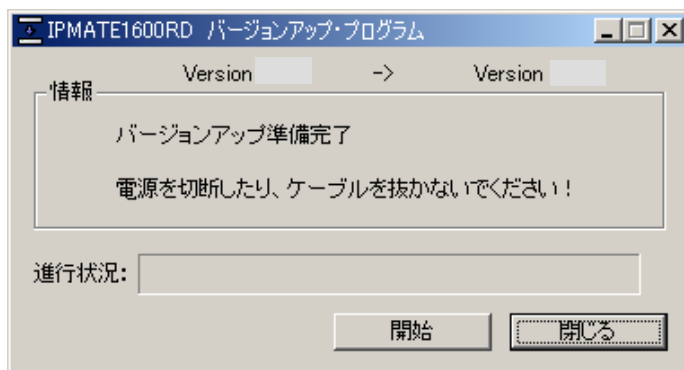 IPMATE1600RD バージョンアップ・プログラム
Version -> Version
情報
バージョンアップ準備完了
電源を切断したり、ケーブルを抜かないでください!
進行状況:
開始 閉じる